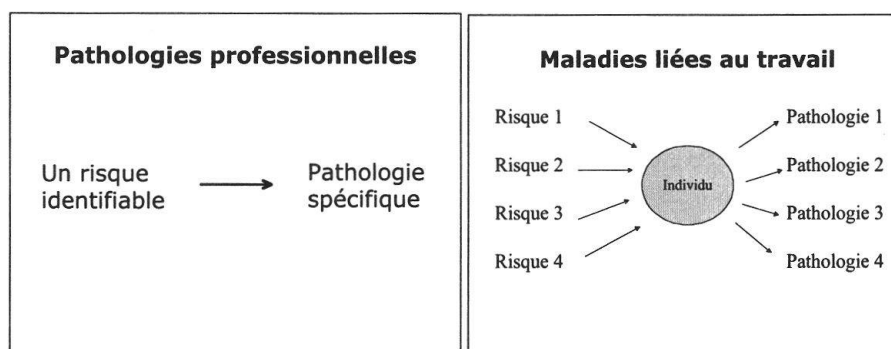 Pathologies professionnelles
Un risque
identifiable
Pathologie
spécifique
Maladies liées au travail
Risque 1
Risque 2
Risque 3
Risque 4
Individu
Pathologie 1
Pathologie 2
Pathologie 3
Pathologie 4